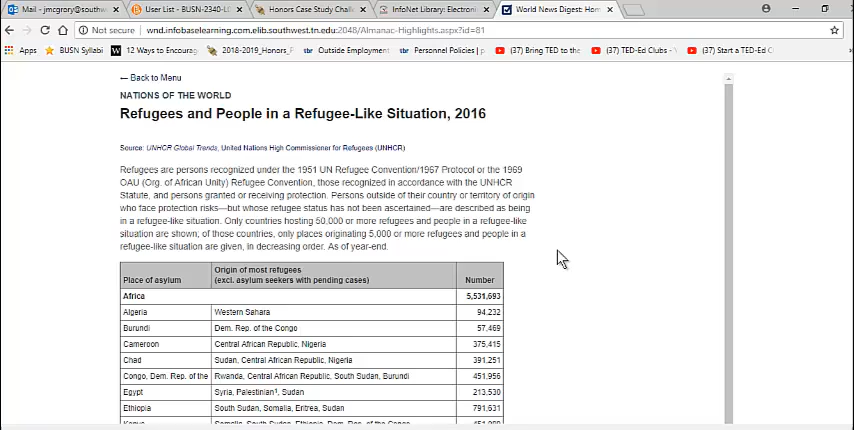 Mail - jmcgrory@southw
User List - BUSN-2340-L0
Honors Case Study Chall
InfoNet Library: Electroni
World News Digest: Hom
Not secure | wnd.infobaselearning.com.elib.southwest.tn.edu:2048/Almanac-Highlights.aspx?id=81
Apps BUSN Syllabi 12 Ways to Encourag 2018-2019_Honors_F Outside Employment Personnel Policies | p (37) Bring TED to the (37) TED-Ed Clubs - Y (37) Start a TED-Ed C
← Back to Menu
NATIONS OF THE WORLD
Refugees and People in a Refugee-Like Situation, 2016
Source: UNHCR Global Trends, United Nations High Commissioner for Refugees (UNHCR)
Refugees are persons recognized under the 1951 UN Refugee Convention/1967 Protocol or the 1969
OAU (Org. of African Unity) Refugee Convention, those recognized in accordance with the UNHCR
Statute, and persons granted or receiving protection. Persons outside of their country or territory of origin
who face protection risks—but whose refugee status has not been ascertained—are described as being
in a refugee-like situation. Only countries hosting 50,000 or more refugees and people in a refugee-like
situation are shown; of those countries, only places originating 5,000 or more refugees and people in a
refugee-like situation are given, in decreasing order. As of year-end.
Place of asylum Origin of most refugees (excl. asylum seekers with pending cases) Number
Africa 5,531,693
Algeria Western Sahara 94,232
Burundi Dem. Rep. of the Congo 57,469
Cameroon Central African Republic, Nigeria 375,415
Chad Sudan, Central African Republic, Nigeria 391,251
Congo, Dem. Rep. of the Rwanda, Central African Republic, South Sudan, Burundi 451,956
Egypt Syria, Palestinian¹, Sudan 213,530
Ethiopia South Sudan, Somalia, Eritrea, Sudan 791,631